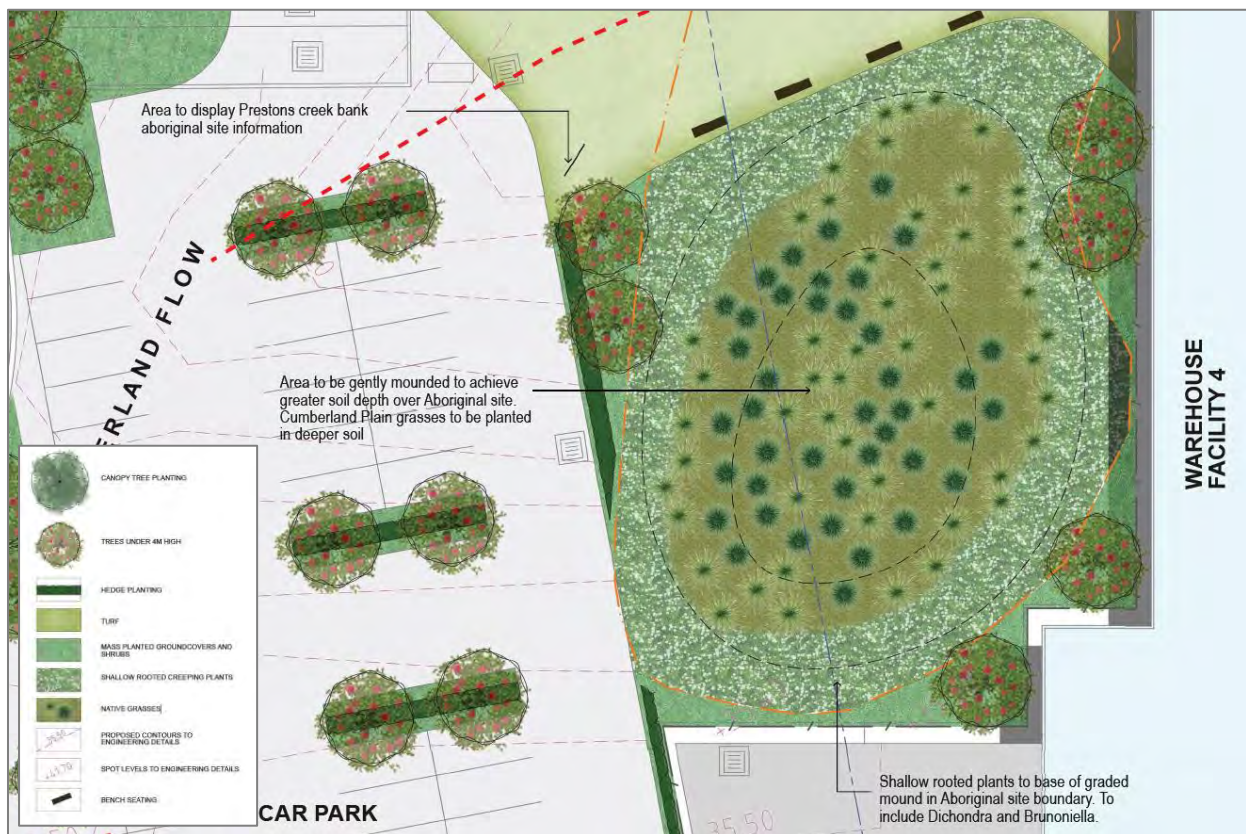 Area to display Prestons creek bank
aboriginal site information
ERLAND FLOW
Area to be gently mounded to achieve
greater soil depth over Aboriginal site.
Cumberland Plain grasses to be planted
in deeper soil
WAREHOUSE
FACILITY 4
CANOPY TREE PLANTING
TREES UNDER 4M HIGH
HEDGE PLANTING
TURF
MASS PLANTED GROUNDCOVERS AND
SHRUBS
SHALLOW ROOTED CREEPING PLANTS
NATIVE GRASSES
PROPOSED CONTOURS TO
ENGINEERING DETAILS
SPOT LEVELS TO ENGINEERING DETAILS
BENCH SEATING
CAR PARK
Shallow rooted plants to base of graded
mound in Aboriginal site boundary. To
include Dichondra and Brunoniella.
35.50